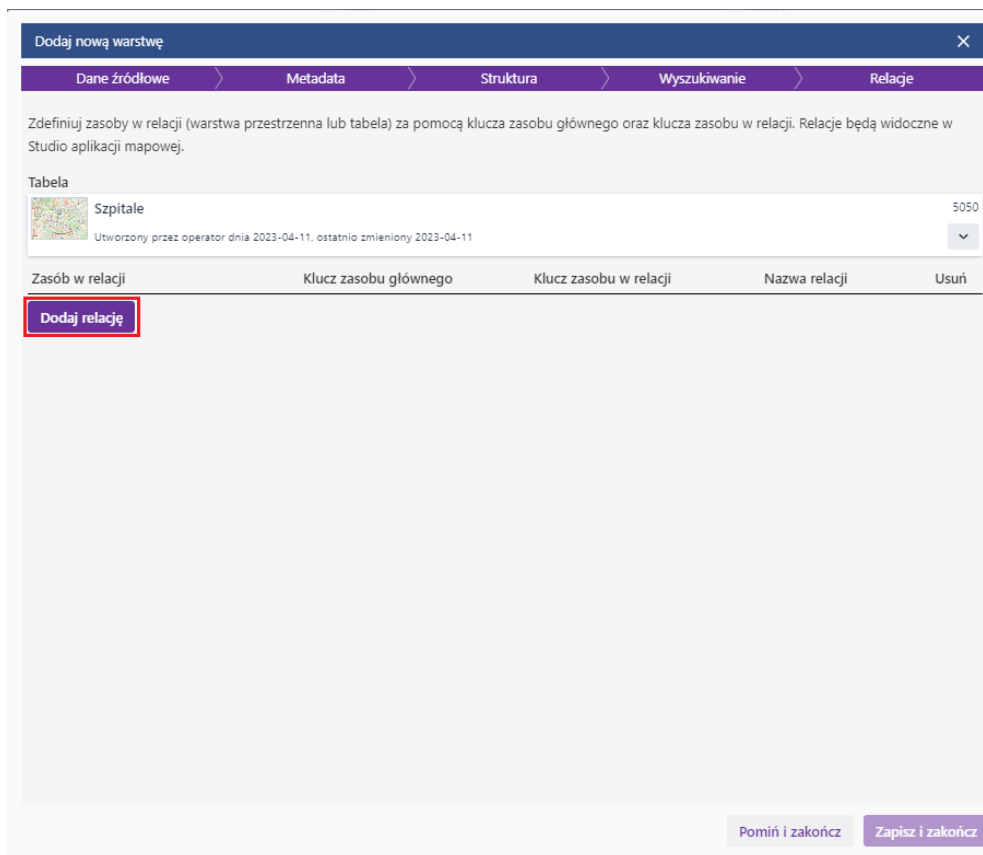 Dodaj nową warstwę
Dane źródłowe Metadata Struktura Wyszukiwanie Relacje
Zdefiniuj zasoby w relacji (warstwa przestrzenna lub tabela) za pomocą klucza zasobu głównego oraz klucza zasobu w relacji. Relacje będą widoczne w
Studio aplikacji mapowej.
Tabela
Szpitale 5050
Utworzony przez operator dnia 2023-04-11, ostatnio zmieniony 2023-04-11
Zasób w relacji Klucz zasobu głównego Klucz zasobu w relacji Nazwa relacji Usuń
Dodaj relację
Pomiń i zakończ Zapisz i zakończ